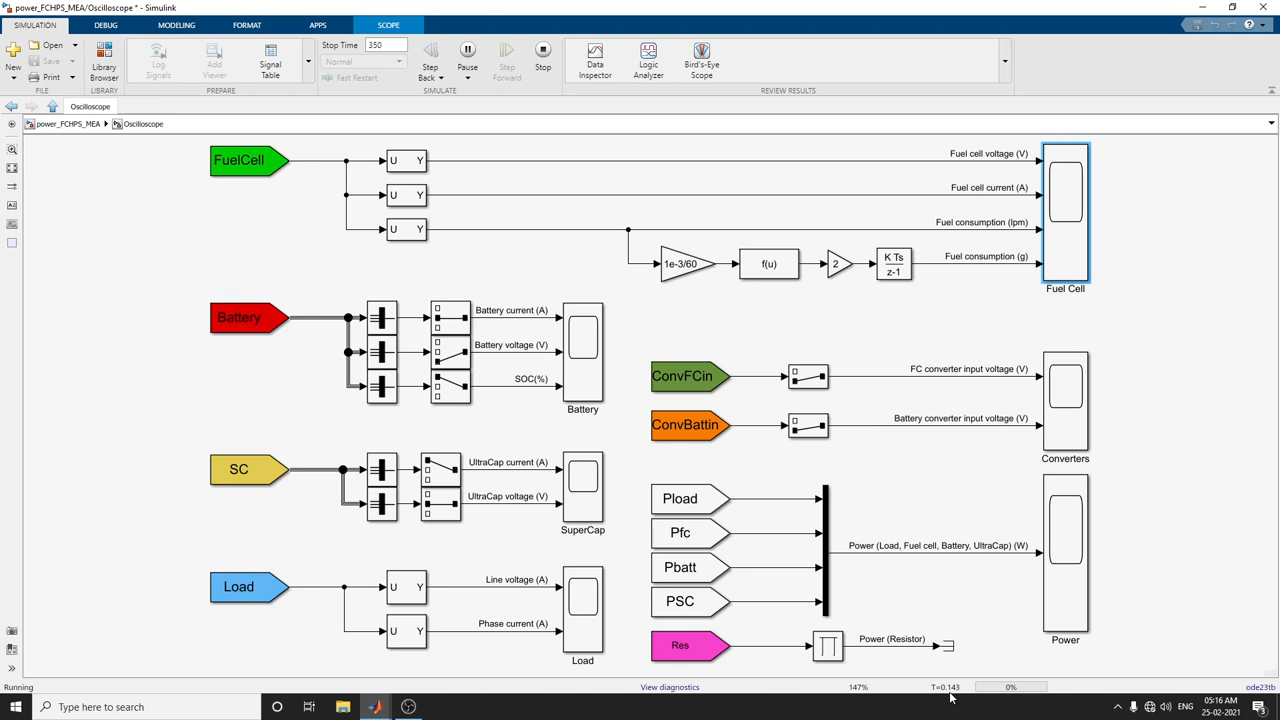 power_FCHPS_MEA/Oscilloscope * - Simulink
SIMULATION DEBUG MODELING FORMAT APPS SCOPE
New
Open
Save
Print
FILE
Library Browser
LIBRARY
Log Signals
Add Viewer
Signal Table
PREPARE
Stop Time 350
Normal
Fast Restart
Step Back
Pause
Step Forward
Stop
SIMULATE
Data Inspector
Logic Analyzer
Bird's-Eye Scope
REVIEW RESULTS
Oscilloscope
power_FCHPS_MEA Oscilloscope
FuelCell
U Y
Fuel cell voltage (V)
U Y
Fuel cell current (A)
U Y
Fuel consumption (lpm)
1e-3/60
f(u)
2
K Ts
z-1
Fuel consumption (g)
Fuel Cell
Battery
Battery current (A)
Battery voltage (V)
SOC(%)
Battery
ConvFCin
FC converter input voltage (V)
ConvBattin
Battery converter input voltage (V)
Converters
SC
UltraCap current (A)
UltraCap voltage (V)
SuperCap
Pload
Pfc
Pbatt
PSC
Power (Load, Fuel cell, Battery, UltraCap) (W)
Power
Load
U Y
Line voltage (A)
U Y
Phase current (A)
Load
Res
Power (Resistor)
Running
View diagnostics
147%
T=0.143
0%
ode23tb
Type here to search
ENG
05:16 AM
25-02-2021
3